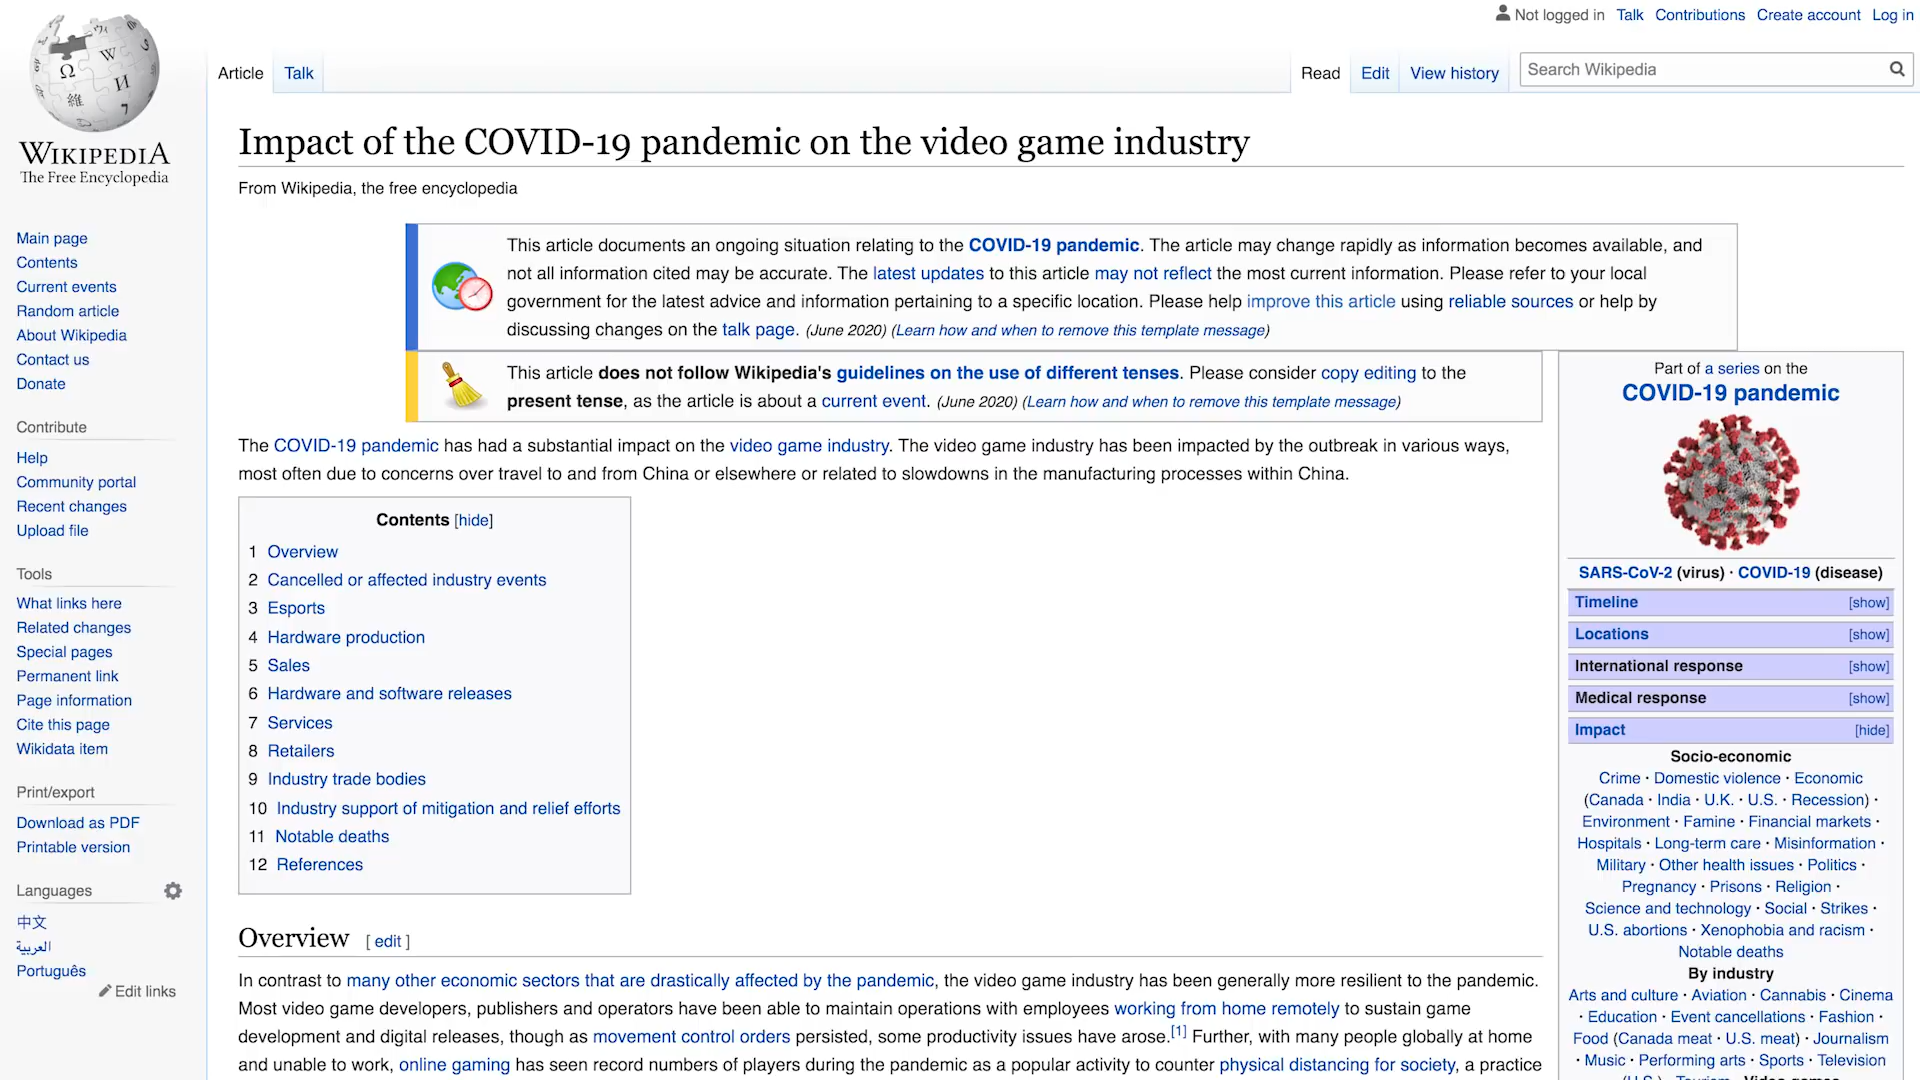 Not logged in Talk Contributions Create account Log in
WIKIPEDIA
The Free Encyclopedia
Article Talk Read Edit View history Search Wikipedia
Main page
Contents
Current events
Random article
About Wikipedia
Contact us
Donate
Contribute
Help
Community portal
Recent changes
Upload file
Tools
What links here
Related changes
Special pages
Permanent link
Page information
Cite this page
Wikidata item
Print/export
Download as PDF
Printable version
Languages
中文
العربية
Português
Edit links
Impact of the COVID-19 pandemic on the video game industry
From Wikipedia, the free encyclopedia
This article documents an ongoing situation relating to the COVID-19 pandemic. The article may change rapidly as information becomes available, and
not all information cited may be accurate. The latest updates to this article may not reflect the most current information. Please refer to your local
government for the latest advice and information pertaining to a specific location. Please help improve this article using reliable sources or help by
discussing changes on the talk page. (June 2020) (Learn how and when to remove this template message)
This article does not follow Wikipedia's guidelines on the use of different tenses. Please consider copy editing to the
present tense, as the article is about a current event. (June 2020) (Learn how and when to remove this template message)
The COVID-19 pandemic has had a substantial impact on the video game industry. The video game industry has been impacted by the outbreak in various ways,
most often due to concerns over travel to and from China or elsewhere or related to slowdowns in the manufacturing processes within China.
Contents [hide]
1 Overview
2 Cancelled or affected industry events
3 Esports
4 Hardware production
5 Sales
6 Hardware and software releases
7 Services
8 Retailers
9 Industry trade bodies
10 Industry support of mitigation and relief efforts
11 Notable deaths
12 References
Overview [ edit ]
In contrast to many other economic sectors that are drastically affected by the pandemic, the video game industry has been generally more resilient to the pandemic.
Most video game developers, publishers and operators have been able to maintain operations with employees working from home remotely to sustain game
development and digital releases, though as movement control orders persisted, some productivity issues have arose.[1] Further, with many people globally at home
and unable to work, online gaming has seen record numbers of players during the pandemic as a popular activity to counter physical distancing for society, a practice
Part of a series on the
COVID-19 pandemic
SARS-CoV-2 (virus) · COVID-19 (disease)
Timeline [show]
Locations [show]
International response [show]
Medical response [show]
Impact [hide]
Socio-economic
Crime · Domestic violence · Economic
(Canada · India · U.K. · U.S. · Recession) ·
Environment · Famine · Financial markets ·
Hospitals · Long-term care · Misinformation ·
Military · Other health issues · Politics ·
Pregnancy · Prisons · Religion ·
Science and technology · Social · Strikes ·
U.S. abortions · Xenophobia and racism ·
Notable deaths
By industry
Arts and culture · Aviation · Cannabis · Cinema
· Education · Event cancellations · Fashion ·
Food (Canada meat · U.S. meat) · Journalism
· Music · Performing arts · Sports · Television